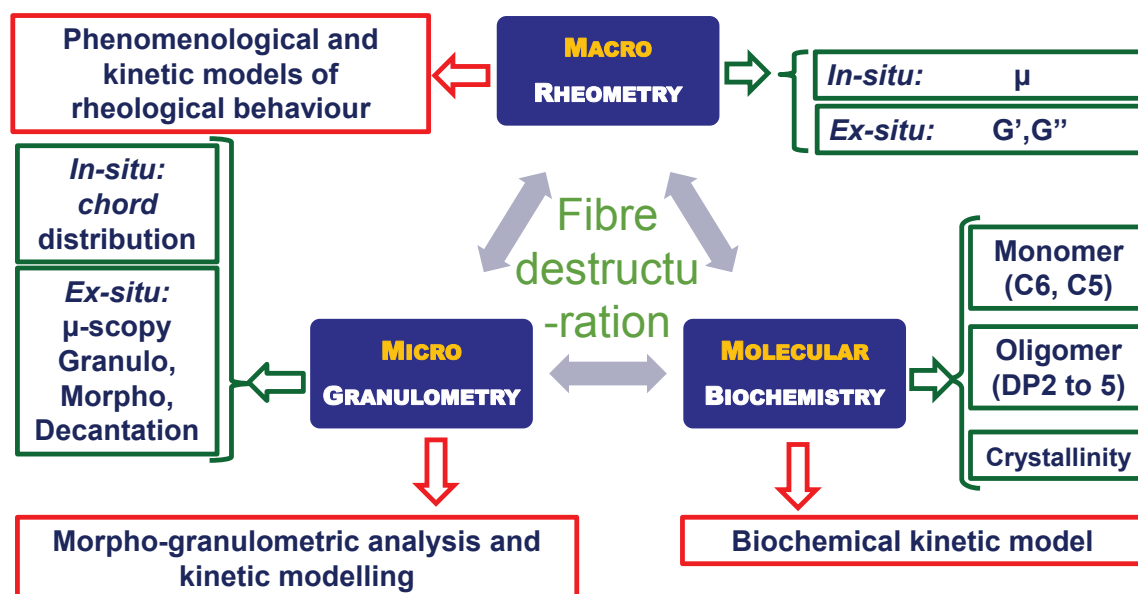 Phenomenological and
kinetic models of
rheological behaviour
MACRO
RHEOMETRY
In-situ: μ
Ex-situ: G’,G’’
In-situ:
chord
distribution
Ex-situ:
μ-scopy
Granulo,
Morpho,
Decantation
Fibre
destructu
-ration
MICRO
GRANULOMETRY
MOLECULAR
BIOCHEMISTRY
Monomer
(C6, C5)
Oligomer
(DP2 to 5)
Crystallinity
Morpho-granulometric analysis and
kinetic modelling
Biochemical kinetic model